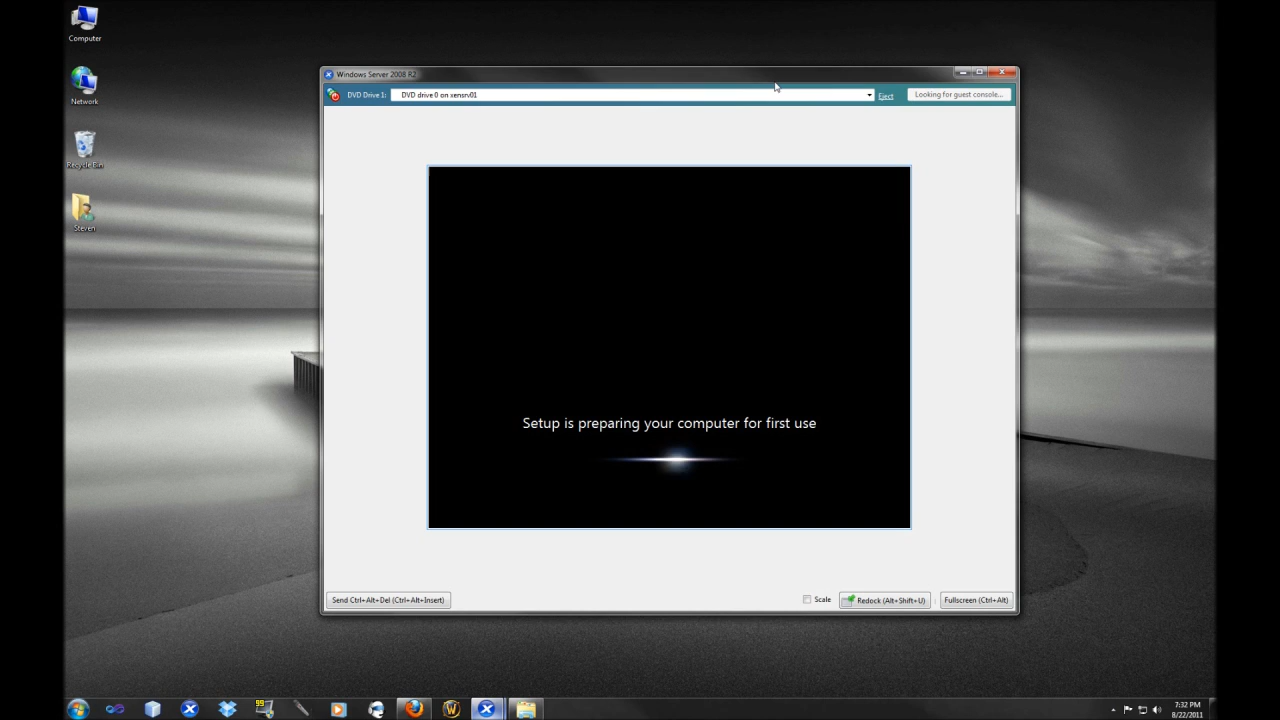 Computer
Network
Recycle Bin
Steven
Windows Server 2008 R2
DVD Drive 1:
DVD drive 0 on xensrv01
Eject
Looking for guest console...
Setup is preparing your computer for first use
Send Ctrl+Alt+Del (Ctrl+Alt+Insert)
Scale
Redock (Alt+Shift+U)
Fullscreen (Ctrl+Alt)
99
W
7:32 PM
8/22/2011